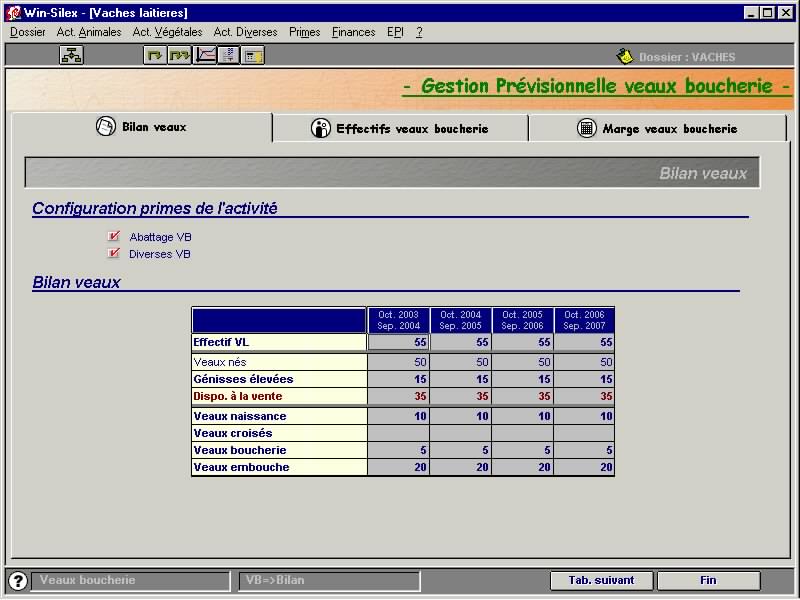 Win-Silex - [Vaches laitieres]
Dossier Act. Animales Act. Végétales Act. Diverses Primes Finances EPI ?
Dossier : VACHES
- Gestion Prévisionnelle veaux boucherie -
Bilan veaux Effectifs veaux boucherie Marge veaux boucherie
Bilan veaux
Configuration primes de l'activité
Abattage VB
Diverses VB
Bilan veaux
Oct. 2003 Oct. 2004 Oct. 2005 Oct. 2006
Sep. 2004 Sep. 2005 Sep. 2006 Sep. 2007
Effectif VL 55 55 55 55
Veaux nés 50 50 50 50
Génisses élevées 15 15 15 15
Dispo. à la vente 35 35 35 35
Veaux naissance 10 10 10 10
Veaux croisés
Veaux boucherie 5 5 5 5
Veaux embouche 20 20 20 20
? Veaux boucherie VB=>Bilan Tab. suivant Fin